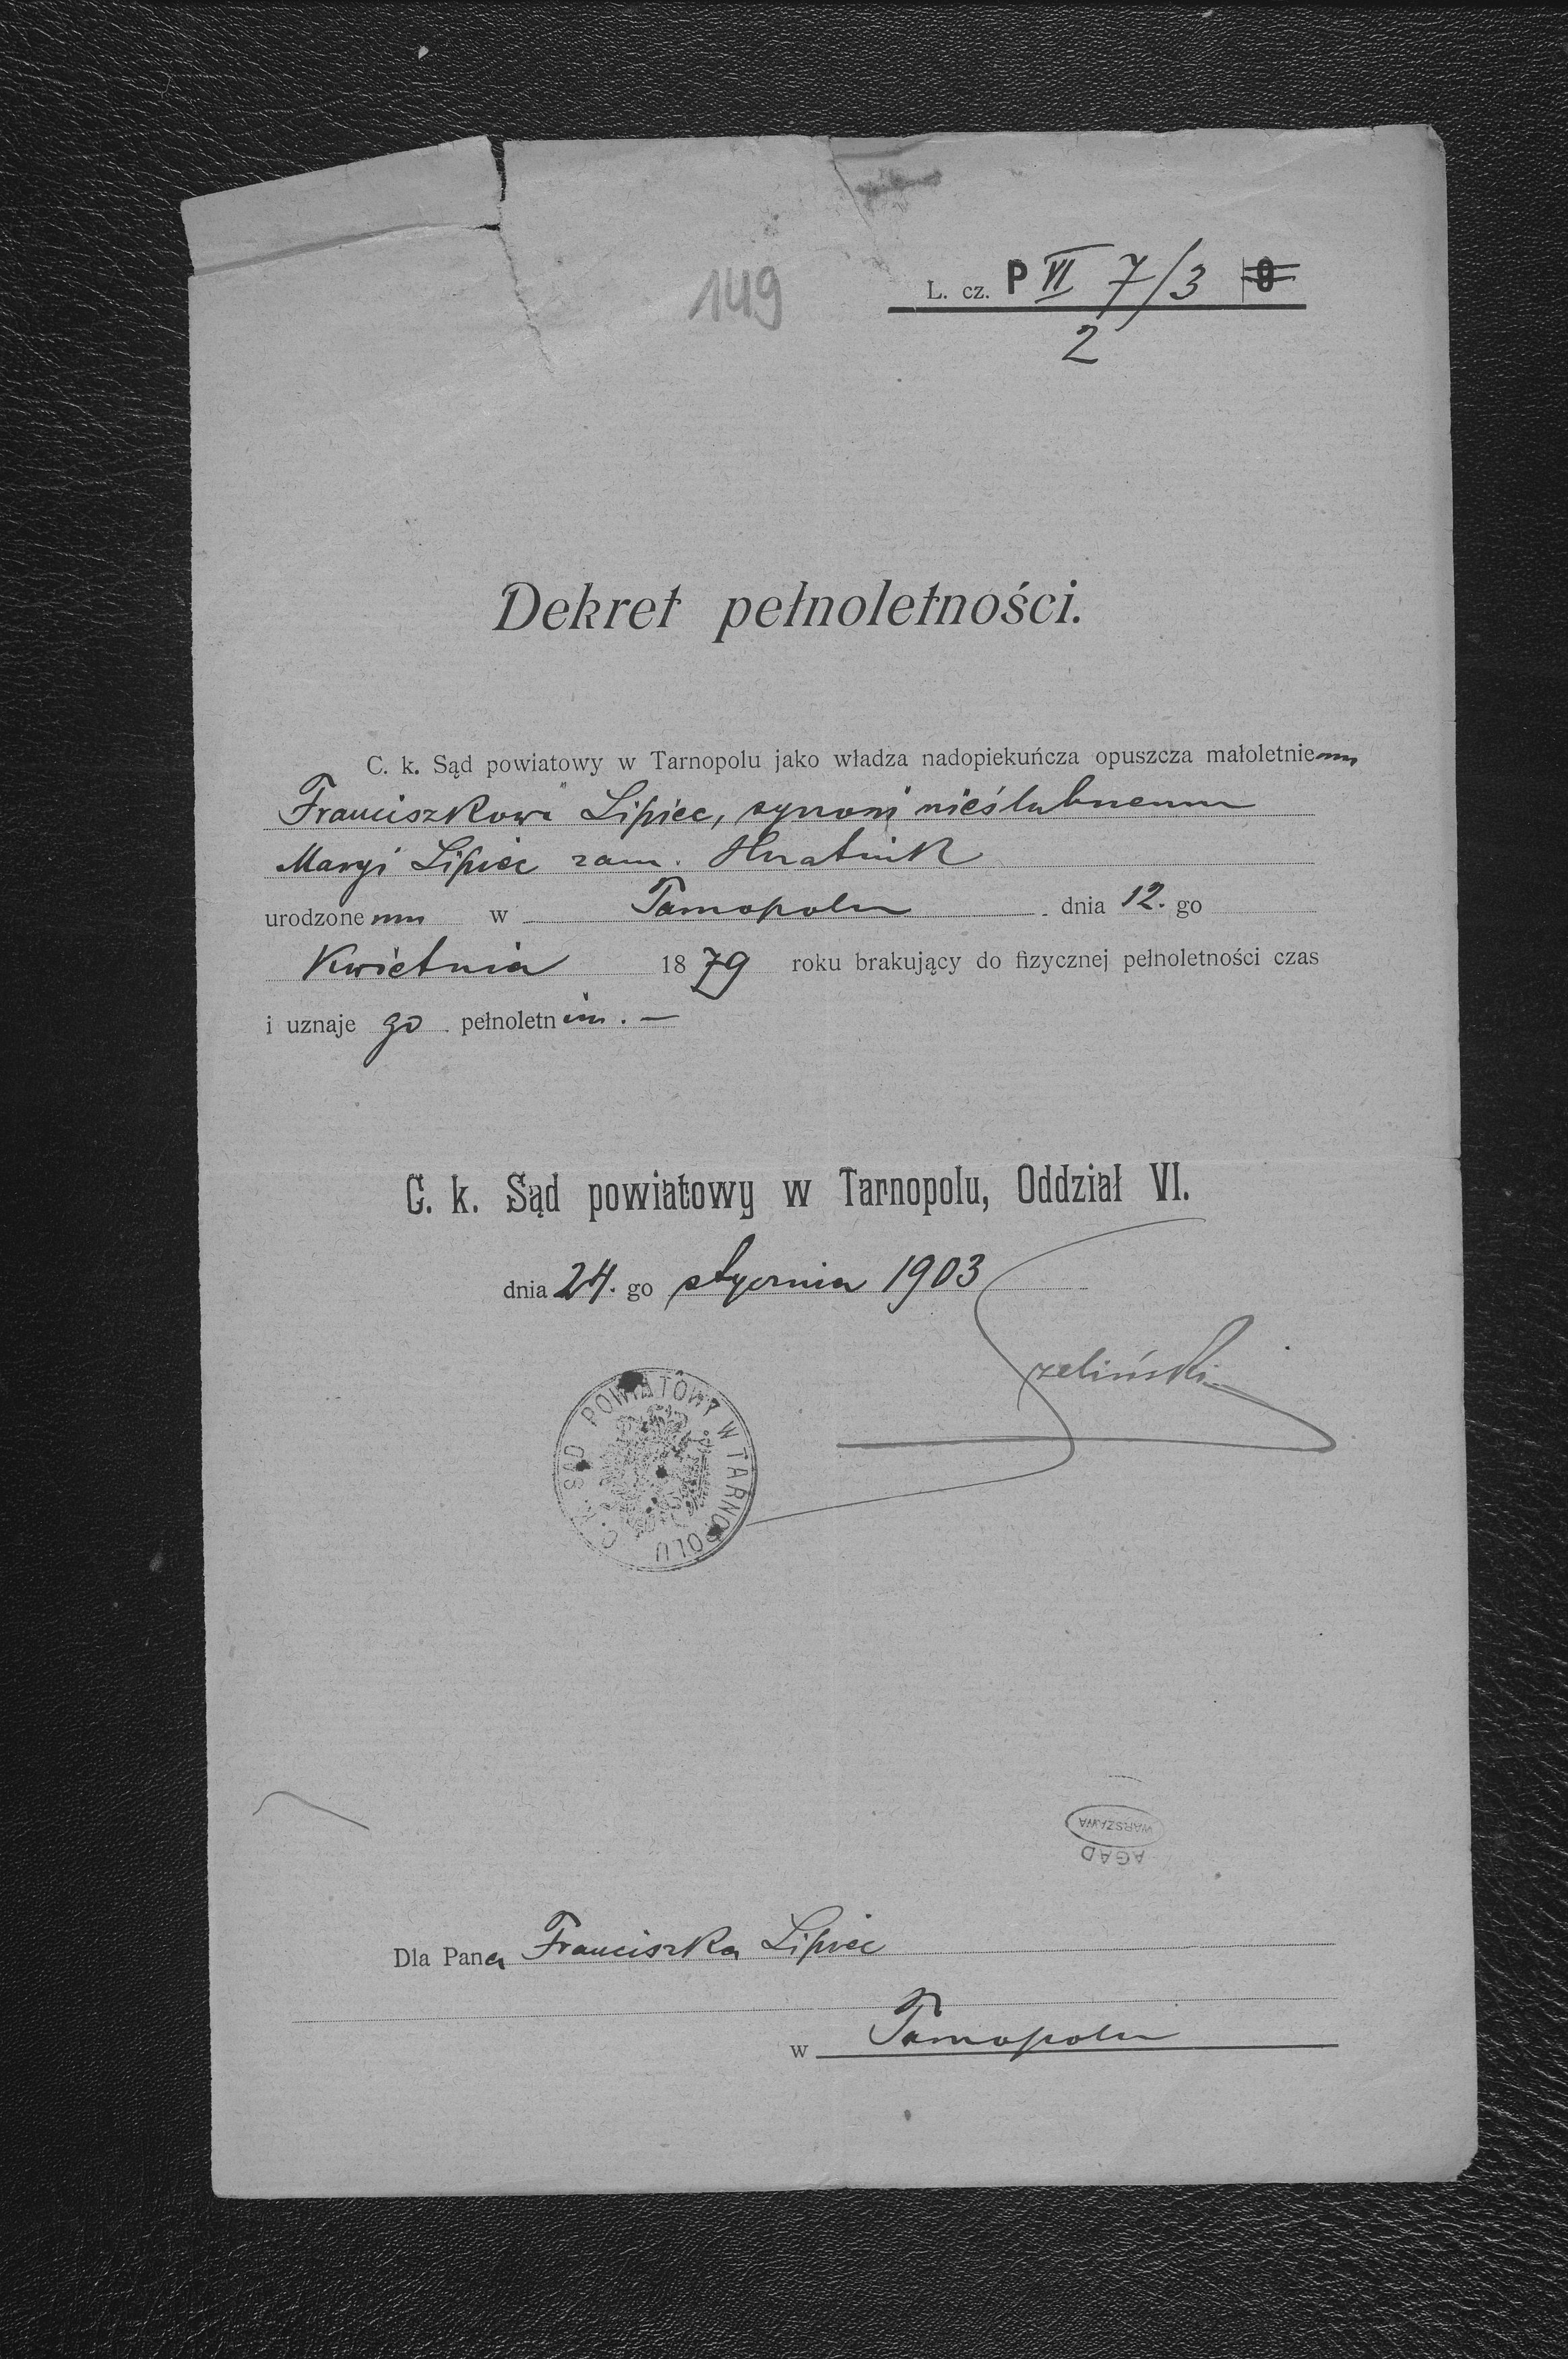 149
L. cz. P VI 7/3 0
2
Dekret pełnoletności.
C. k. Sąd powiatowy w Tarnopolu jako władza nadopiekuńcza opuszcza małoletniemu
Franciszkowi Lipiec, synowi nieślubnemu
Maryi Lipiec zam. Hnatiuk
urodzonemu w Tarnopolu dnia 12. go
Kwietnia 1879 roku brakujący do fizycznej pełnoletności czas
i uznaje go pełnoletnim. —
C. k. Sąd powiatowy w Tarnopolu, Oddział VI.
dnia 24. go stycznia 1903
C. K. SĄD POWIATOWY W TARNOPOLU
WARSZAWA
AGAD
Dla Pana Franciszka Lipiec
w Tarnopolu